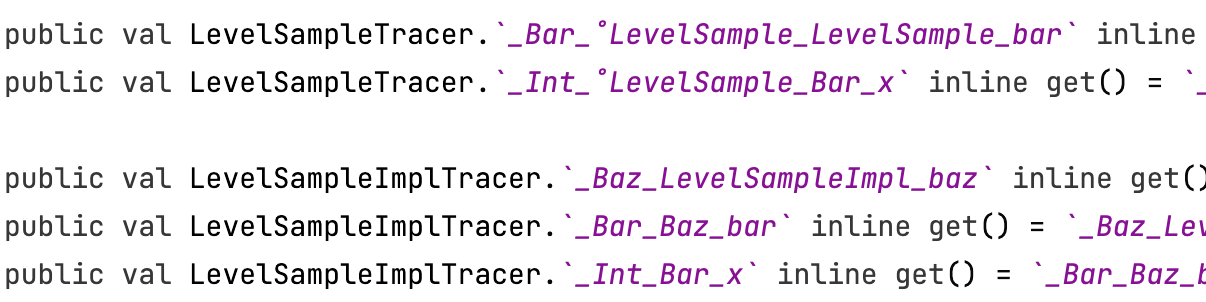 public val LevelSampleTracer.`_Bar_˚LevelSample_LevelSample_bar` inline
public val LevelSampleTracer.`_Int_˚LevelSample_Bar_x` inline get() = `_
public val LevelSampleImplTracer.`_Baz_LevelSampleImpl_baz` inline get()
public val LevelSampleImplTracer.`_Bar_Baz_bar` inline get() = `_Baz_Lev
public val LevelSampleImplTracer.`_Int_Bar_x` inline get() = `_Bar_Baz_b